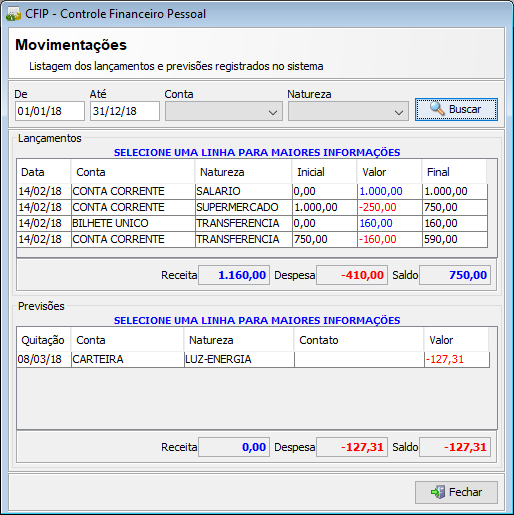 CFIP - Controle Financeiro Pessoal
Movimentações
Listagem dos lançamentos e previsões registrados no sistema
De Até Conta Natureza
01/01/18 31/12/18 Buscar
Lançamentos
SELECIONE UMA LINHA PARA MAIORES INFORMAÇÕES
Data Conta Natureza Inicial Valor Final
14/02/18 CONTA CORRENTE SALARIO 0,00 1.000,00 1.000,00
14/02/18 CONTA CORRENTE SUPERMERCADO 1.000,00 -250,00 750,00
14/02/18 BILHETE UNICO TRANSFERENCIA 0,00 160,00 160,00
14/02/18 CONTA CORRENTE TRANSFERENCIA 750,00 -160,00 590,00
Receita 1.160,00 Despesa -410,00 Saldo 750,00
Previsões
SELECIONE UMA LINHA PARA MAIORES INFORMAÇÕES
Quitação Conta Natureza Contato Valor
08/03/18 CARTEIRA LUZ-ENERGIA -127,31
Receita 0,00 Despesa -127,31 Saldo -127,31
Fechar